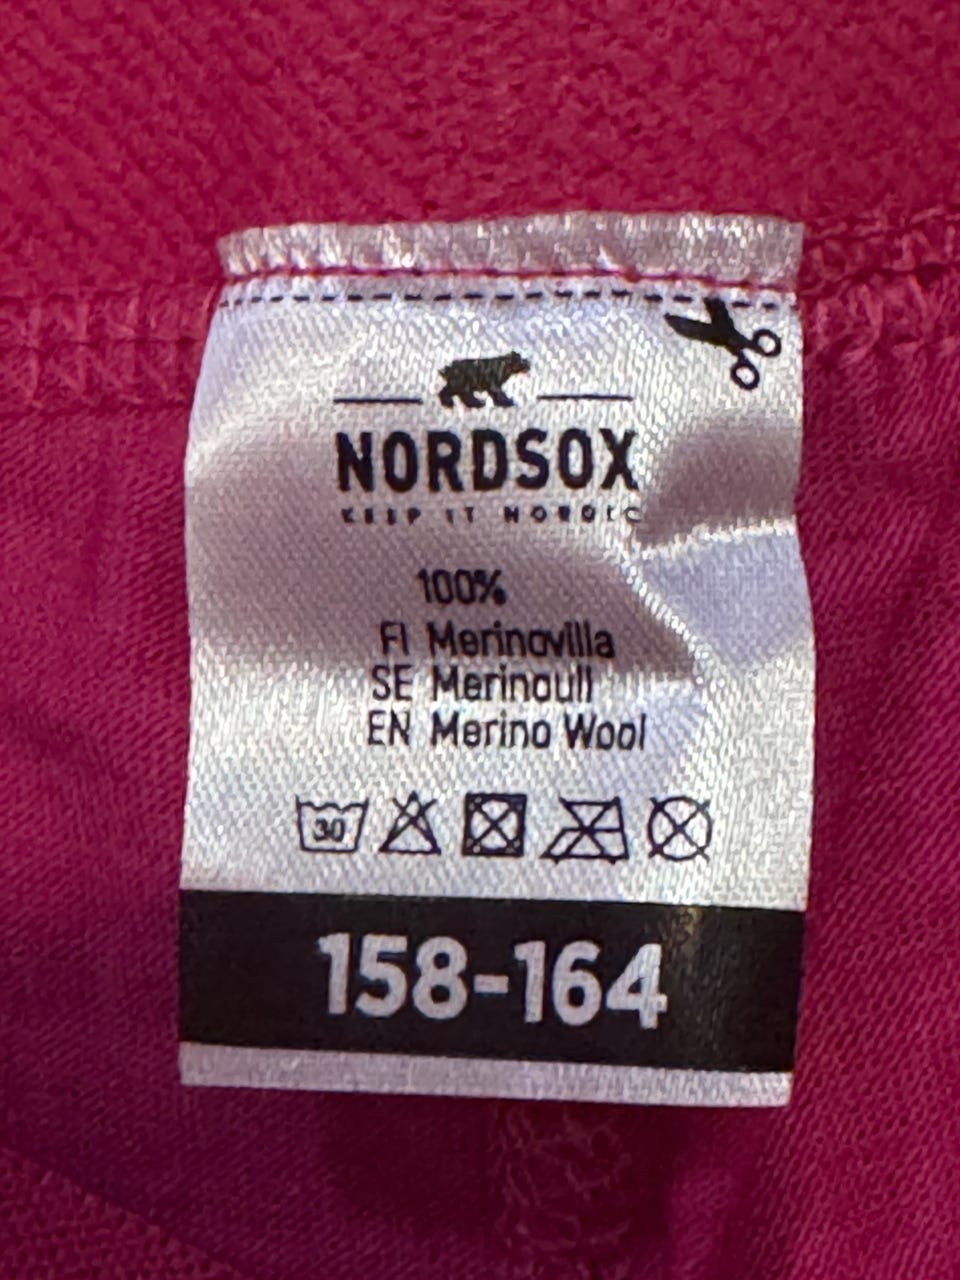 NORDSOX
KEEP IT NORDIC
100%
FI Merinovilla
SE Merinoull
EN Merino Wool
30
158-164